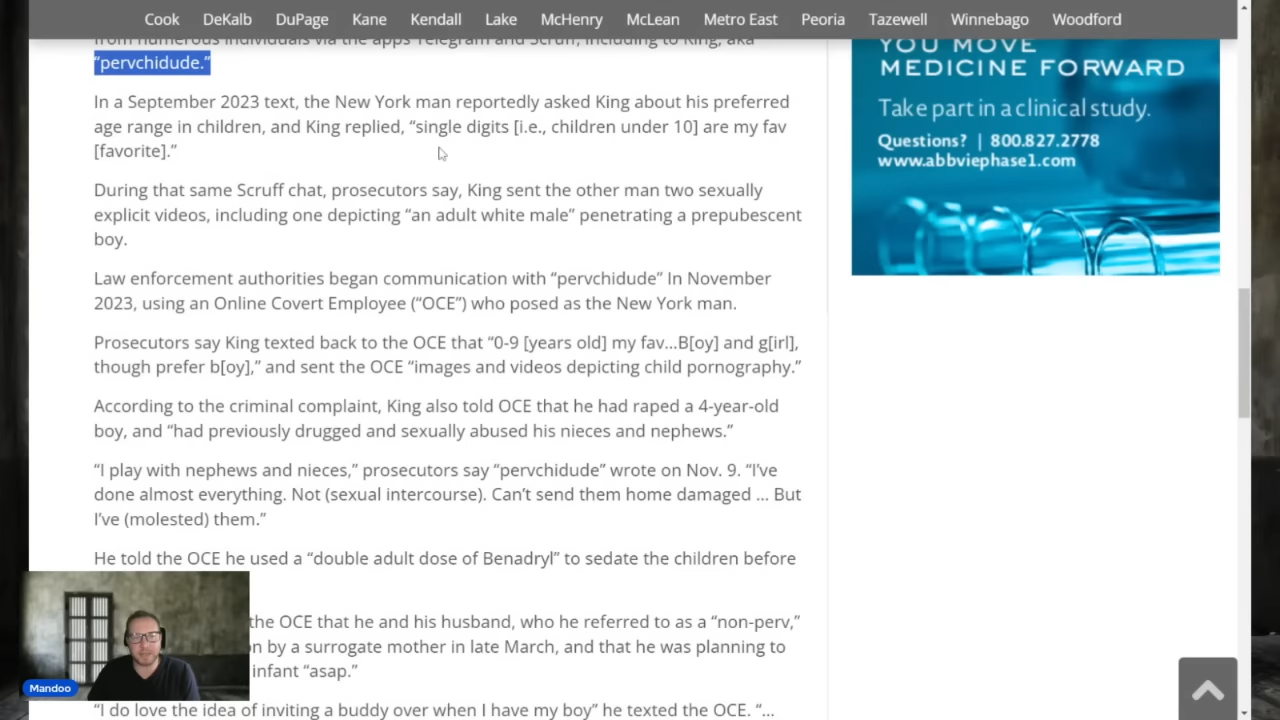 Cook DeKalb DuPage Kane Kendall Lake McHenry McLean Metro East Peoria Tazewell Winnebago Woodford
from numerous individuals via the apps Telegram and Scruff, including to King, aka
“pervchidude.”
In a September 2023 text, the New York man reportedly asked King about his preferred
age range in children, and King replied, “single digits [i.e., children under 10] are my fav
[favorite].”
During that same Scruff chat, prosecutors say, King sent the other man two sexually
explicit videos, including one depicting “an adult white male” penetrating a prepubescent
boy.
Law enforcement authorities began communication with “pervchidude” In November
2023, using an Online Covert Employee (“OCE”) who posed as the New York man.
Prosecutors say King texted back to the OCE that “0-9 [years old] my fav…B[oy] and g[irl],
though prefer b[oy],” and sent the OCE “images and videos depicting child pornography.”
According to the criminal complaint, King also told OCE that he had raped a 4-year-old
boy, and “had previously drugged and sexually abused his nieces and nephews.”
“I play with nephews and nieces,” prosecutors say “pervchidude” wrote on Nov. 9. “I’ve
done almost everything. Not (sexual intercourse). Can’t send them home damaged … But
I’ve (molested) them.”
He told the OCE he used a “double adult dose of Benadryl” to sedate the children before
the OCE that he and his husband, who he referred to as a “non-perv,”
by a surrogate mother in late March, and that he was planning to
infant “asap.”
“I do love the idea of inviting a buddy over when I have my boy” he texted the OCE. “…
YOU MOVE
MEDICINE FORWARD
Take part in a clinical study.
Questions? | 800.827.2778
www.abbviephase1.com
Mandoo